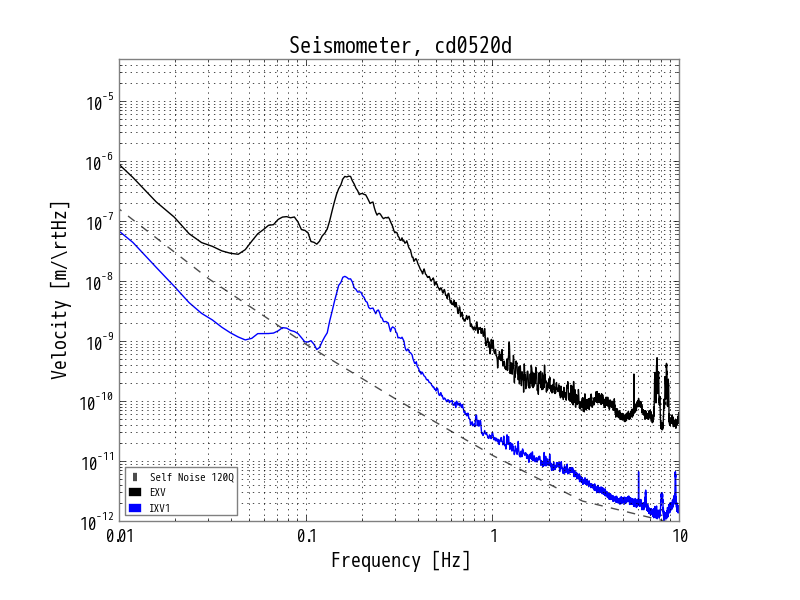 Seismometer, cd0520d
Velocity [m/\rtHz]
10^-5
10^-6
10^-7
10^-8
10^-9
10^-10
10^-11
10^-12
Self Noise 120Q
EXV
IXV1
0.01
0.1
1
10
Frequency [Hz]